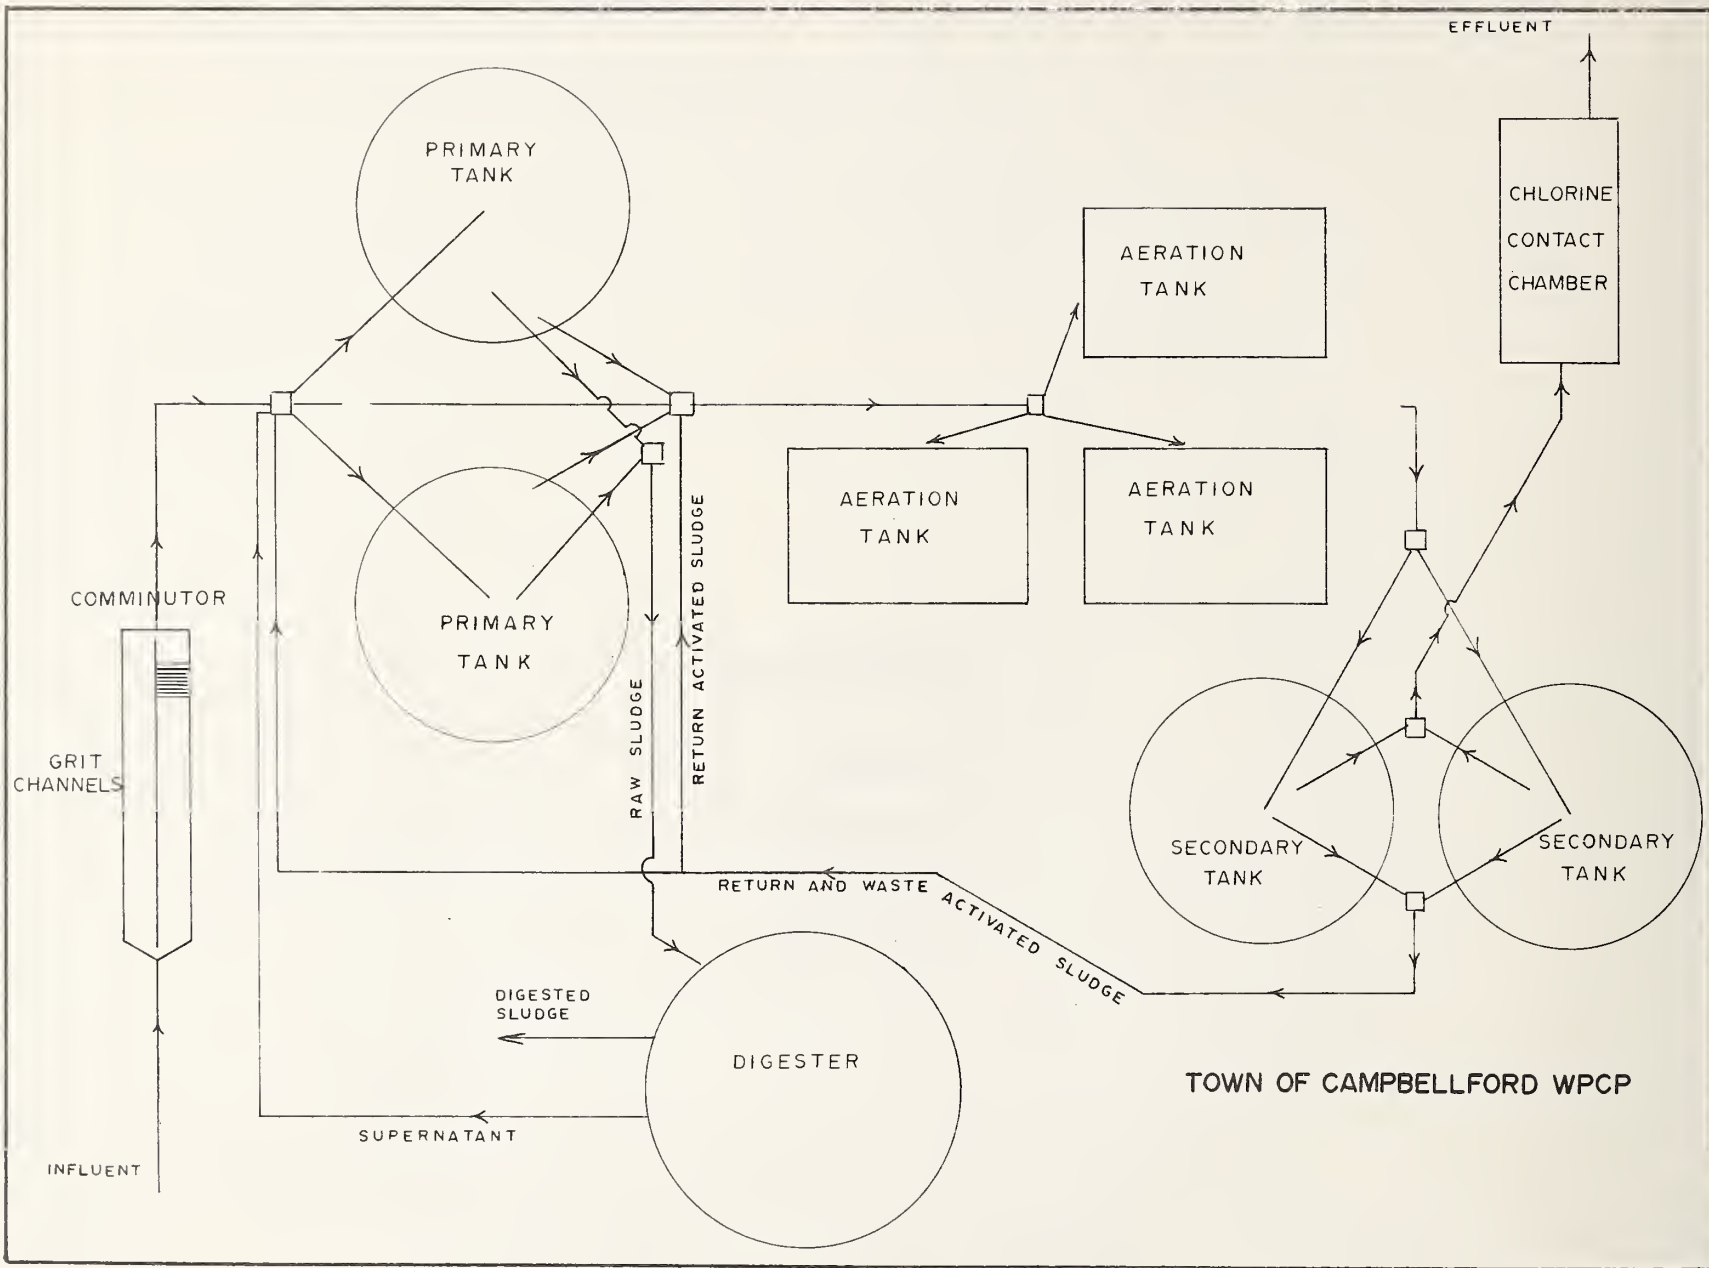 EFFLUENT
PRIMARY
TANK
CHLORINE
CONTACT
CHAMBER
AERATION
TANK
AERATION
TANK
AERATION
TANK
COMMINUTOR
PRIMARY
TANK
RETURN ACTIVATED SLUDGE
RAW SLUDGE
GRIT
CHANNELS
SECONDARY
TANK
SECONDARY
TANK
RETURN AND WASTE ACTIVATED SLUDGE
DIGESTED
SLUDGE
DIGESTER
TOWN OF CAMPBELLFORD WPCP
SUPERNATANT
INFLUENT